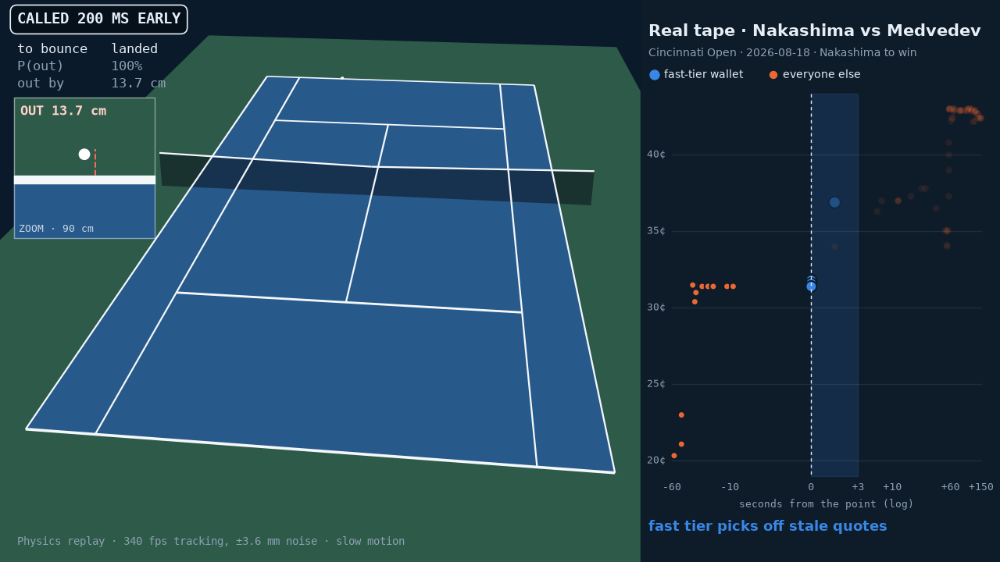 CALLED 200 MS EARLY
to bounce landed
P(out) 100%
out by 13.7 cm
OUT 13.7 cm
ZOOM · 90 cm
Physics replay · 340 fps tracking, ±3.6 mm noise · slow motion
Real tape · Nakashima vs Medvedev
Cincinnati Open · 2026-08-18 · Nakashima to win
fast-tier wallet everyone else
40¢
35¢
30¢
25¢
20¢
-60 -10 0 +3 +10 +60 +150
seconds from the point (log)
fast tier picks off stale quotes